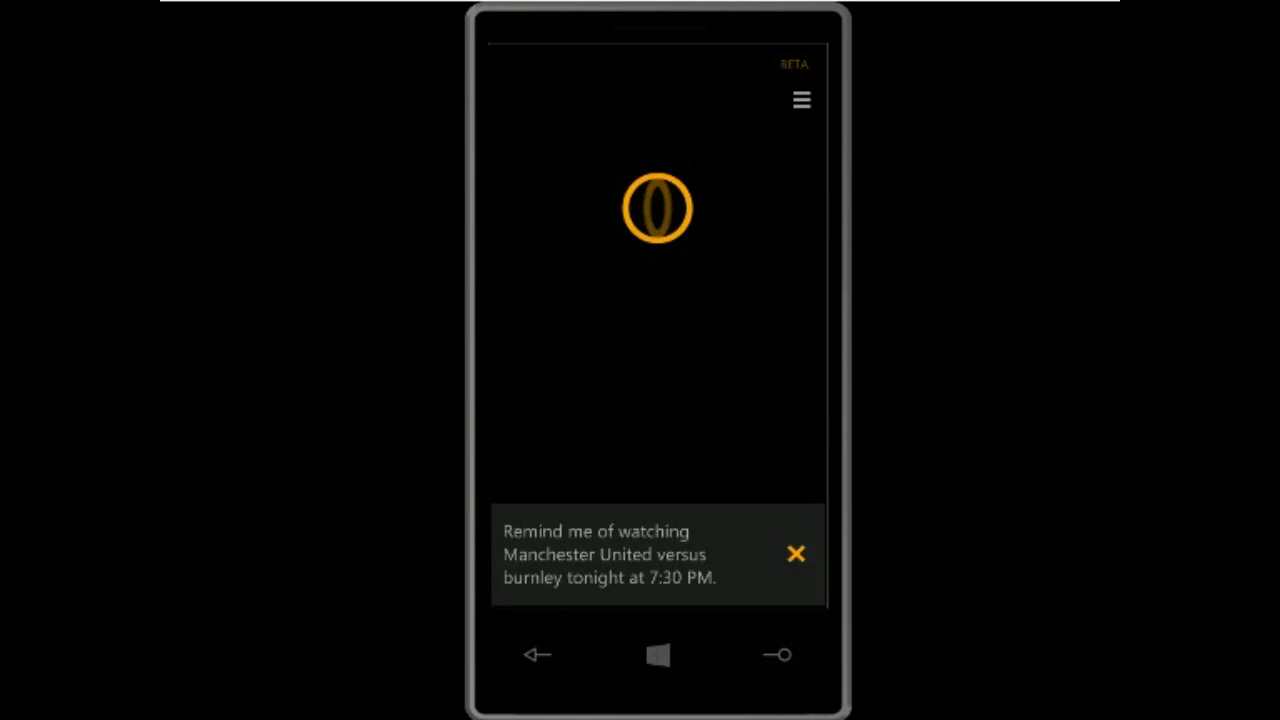 BETA
Remind me of watching
Manchester United versus
burnley tonight at 7:30 PM.